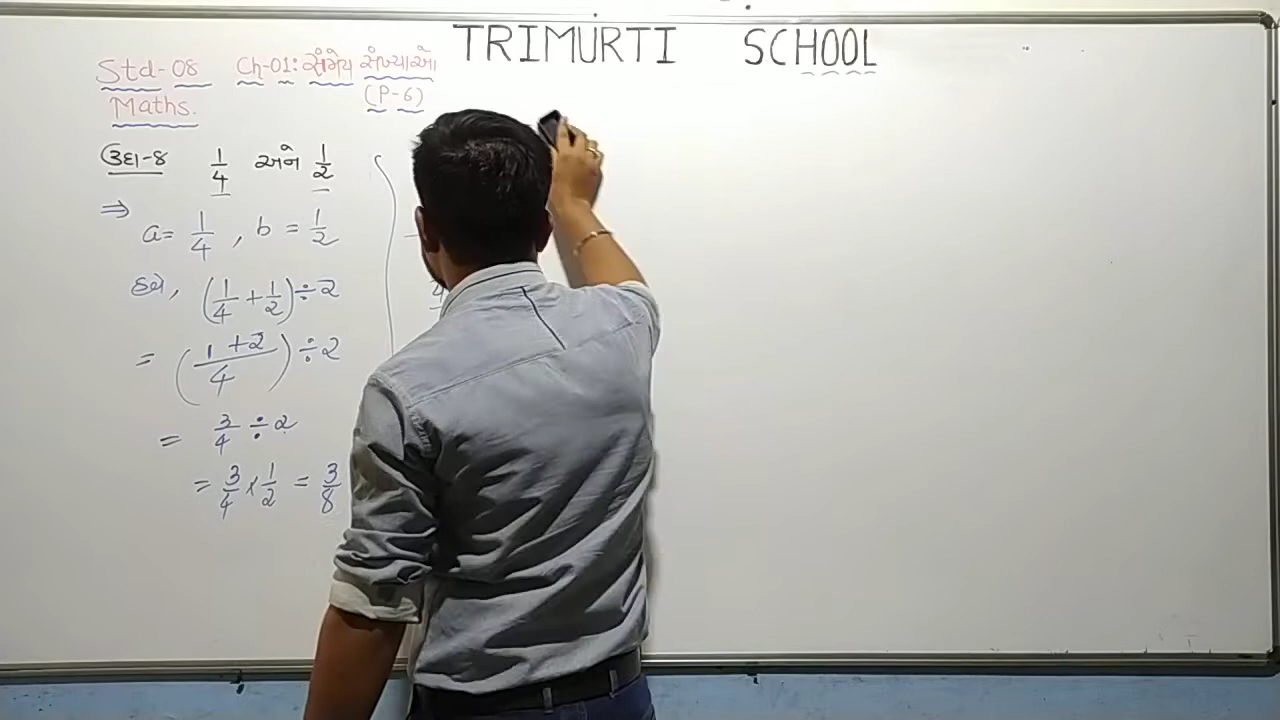 TRIMURTI SCHOOL
Std-08 Ch-01: સંમેય સંખ્યાઓ
Maths. (P-6)
ઉદા-૪ 1/4 અને 1/2
⇒ a = 1/4 , b = 1/2
હવે, (1/4 + 1/2) ÷ 2
= ((1+2)/4) ÷ 2
= 3/4 ÷ 2
= 3/4 × 1/2 = 3/8